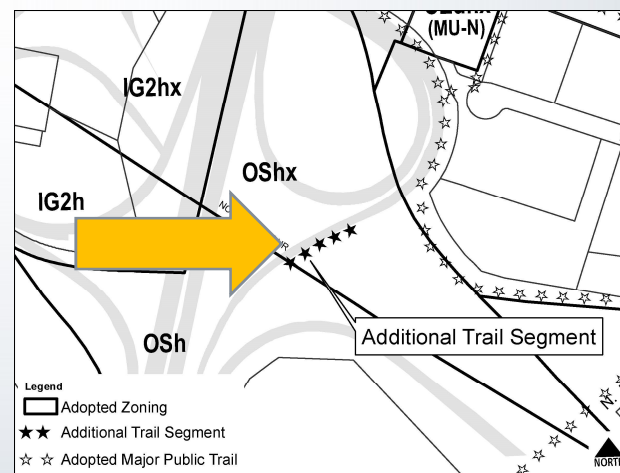 (MU-N)
IG2hx
OShx
IG2h
Additional Trail Segment
OSh
Legend
Adopted Zoning
Additional Trail Segment
Adopted Major Public Trail
N.
NORTH